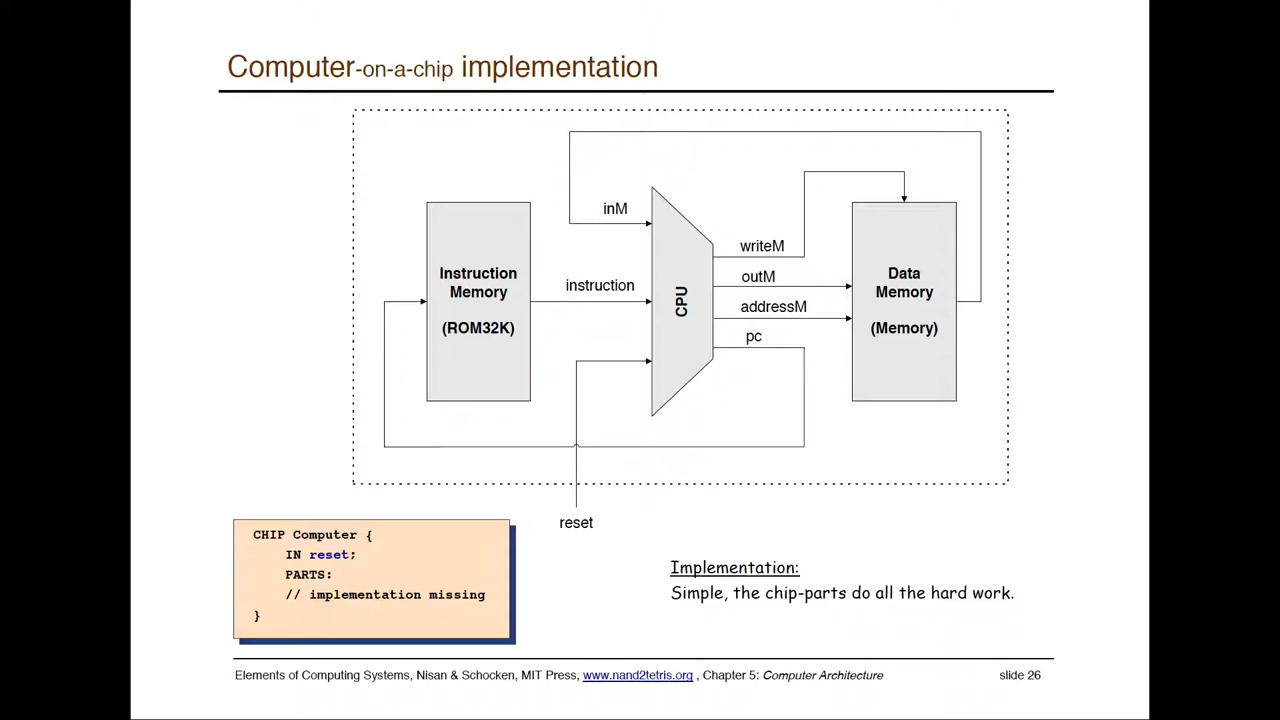 Computer-on-a-chip implementation
inM
Instruction
Memory
(ROM32K)
instruction
CPU
writeM
outM
addressM
pc
Data
Memory
(Memory)
reset
CHIP Computer {
IN reset;
PARTS:
// implementation missing
}
Implementation:
Simple, the chip-parts do all the hard work.
Elements of Computing Systems, Nisan & Schocken, MIT Press, www.nand2tetris.org , Chapter 5: Computer Architecture
slide 26